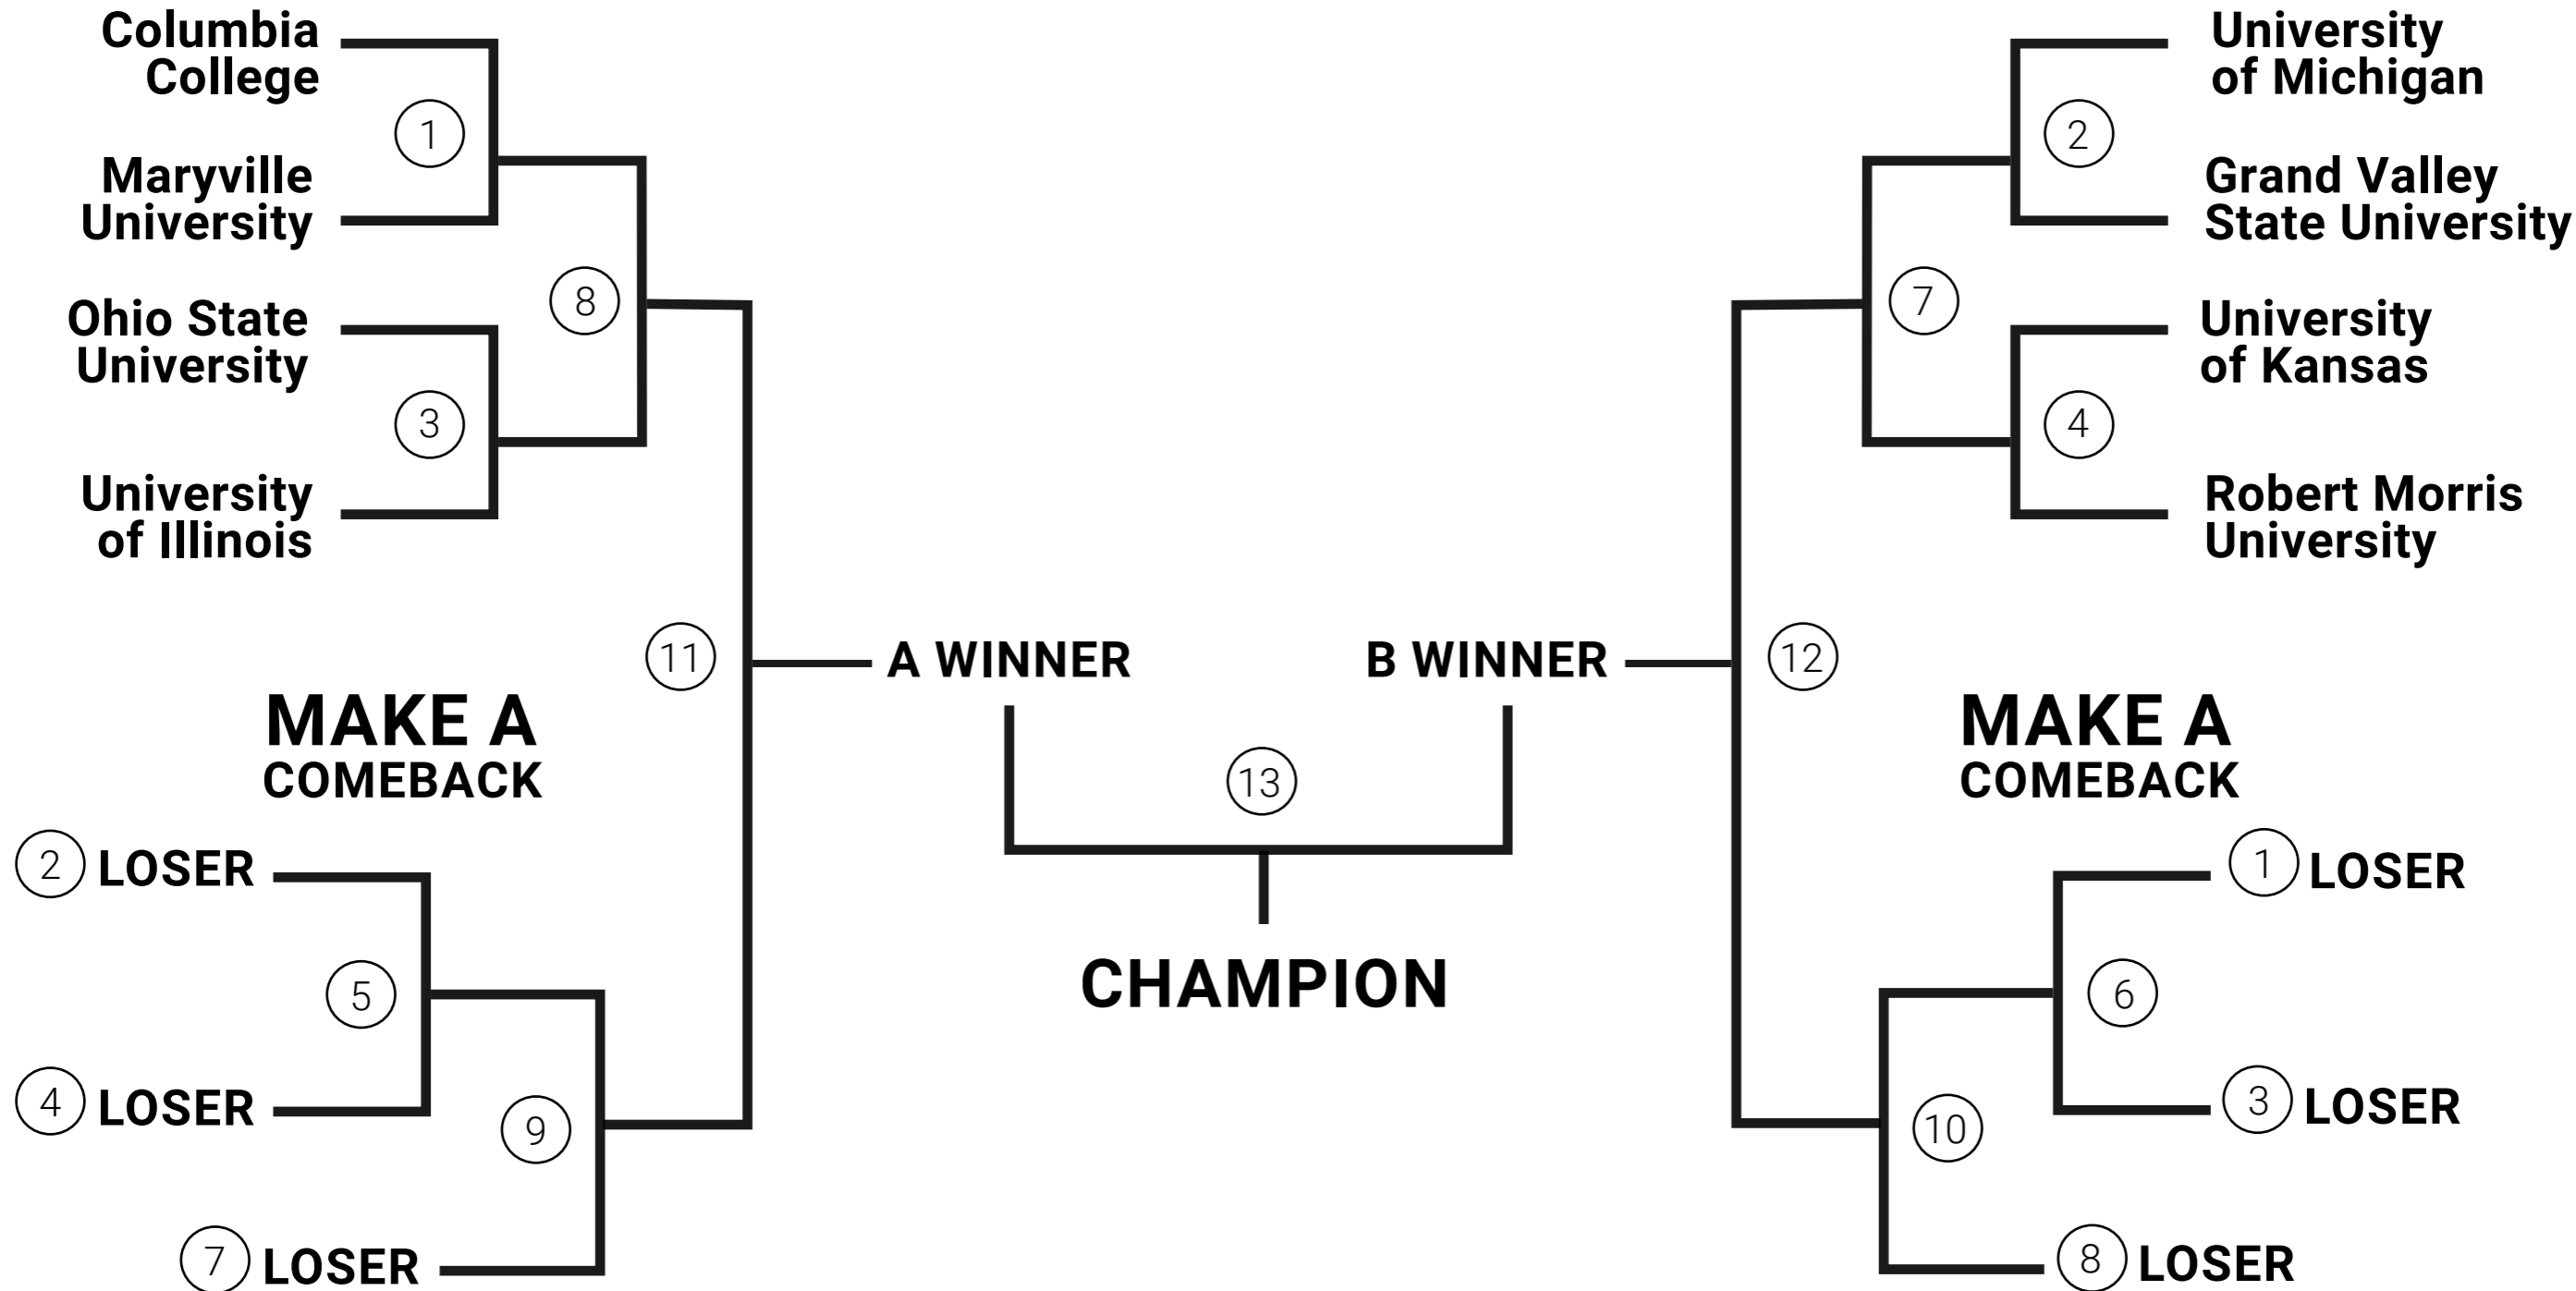 Columbia
College
1
Maryville
University
8
Ohio State
University
3
University
of Illinois
11
A WINNER
MAKE A
COMEBACK
2 LOSER
5
4 LOSER
9
7 LOSER
13
CHAMPION
University
of Michigan
2
Grand Valley
State University
7
University
of Kansas
4
Robert Morris
University
B WINNER
12
MAKE A
COMEBACK
1 LOSER
6
3 LOSER
10
8 LOSER